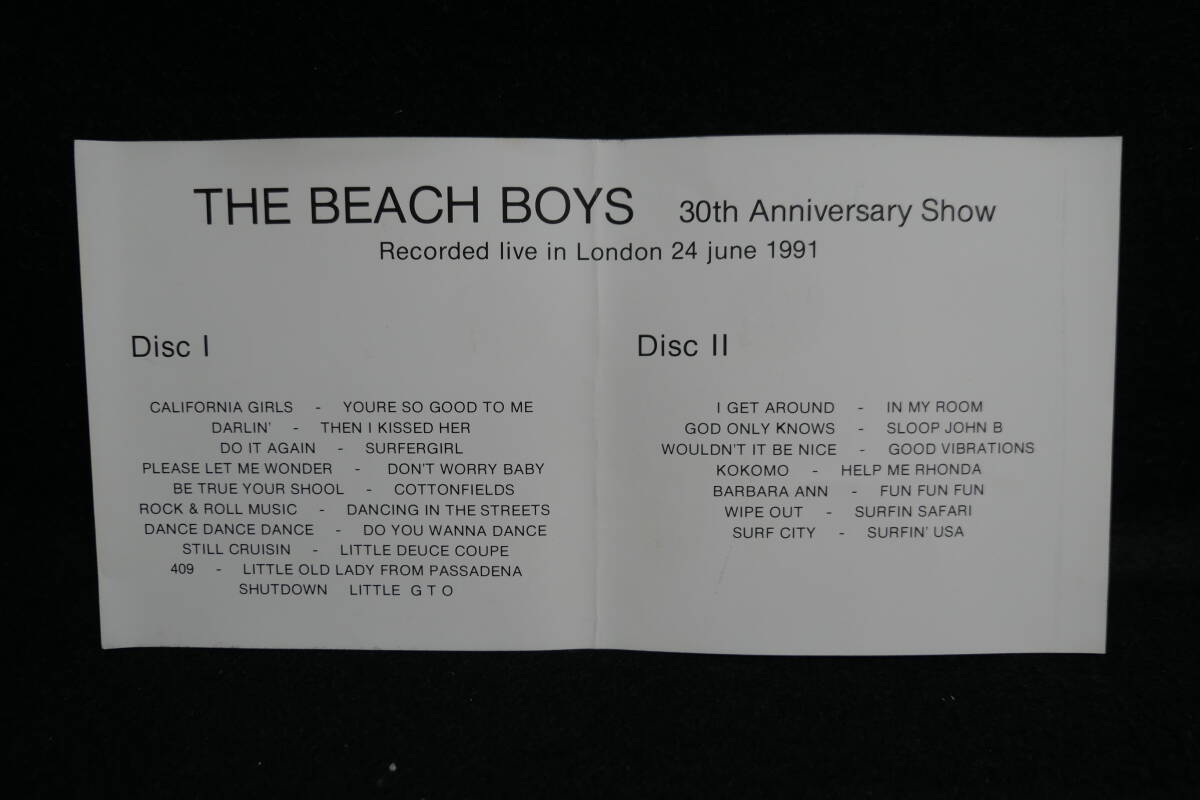 THE BEACH BOYS 30th Anniversary Show
Recorded live in London 24 june 1991
Disc I
CALIFORNIA GIRLS - YOURE SO GOOD TO ME
DARLIN' - THEN I KISSED HER
DO IT AGAIN - SURFERGIRL
PLEASE LET ME WONDER - DON'T WORRY BABY
BE TRUE YOUR SHOOL - COTTONFIELDS
ROCK & ROLL MUSIC - DANCING IN THE STREETS
DANCE DANCE DANCE - DO YOU WANNA DANCE
STILL CRUISIN - LITTLE DEUCE COUPE
409 - LITTLE OLD LADY FROM PASSADENA
SHUTDOWN LITTLE G T O
Disc II
I GET AROUND - IN MY ROOM
GOD ONLY KNOWS - SLOOP JOHN B
WOULDN'T IT BE NICE - GOOD VIBRATIONS
KOKOMO - HELP ME RHONDA
BARBARA ANN - FUN FUN FUN
WIPE OUT - SURFIN SAFARI
SURF CITY - SURFIN' USA